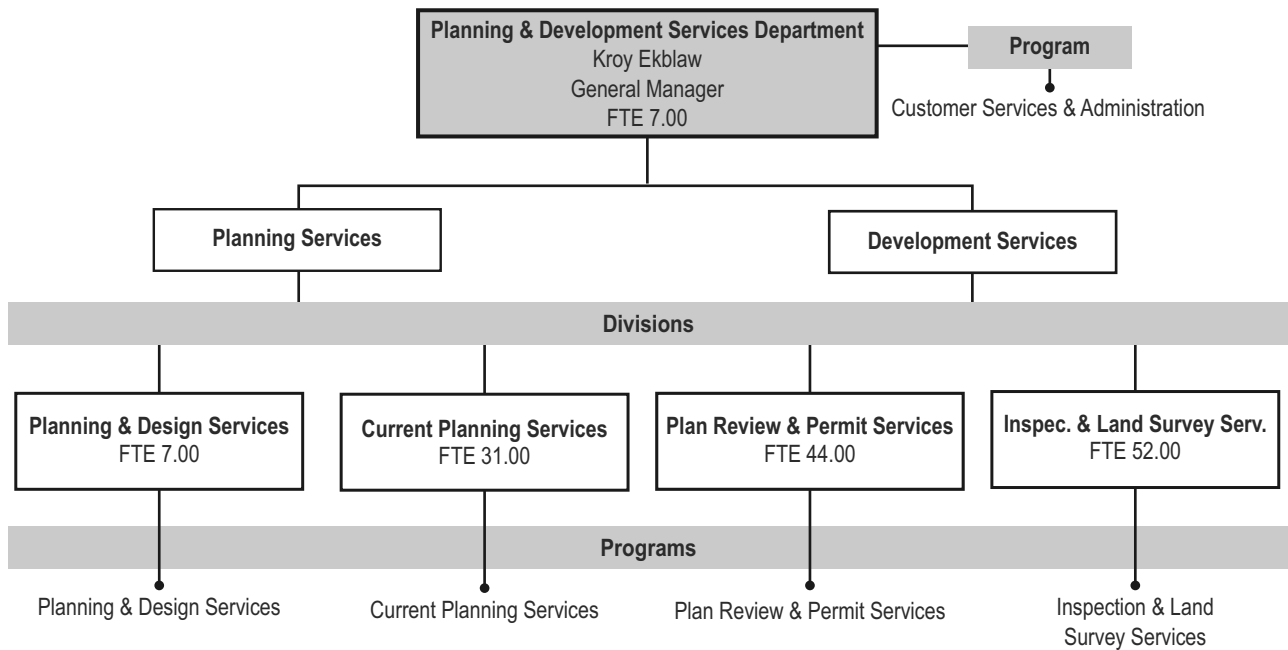 Planning & Development Services Department
Kroy Ekblaw
General Manager
FTE 7.00
Program
Customer Services & Administration
Planning Services
Development Services
Divisions
Planning & Design Services
FTE 7.00
Current Planning Services
FTE 31.00
Plan Review & Permit Services
FTE 44.00
Inspec. & Land Survey Serv.
FTE 52.00
Programs
Planning & Design Services
Current Planning Services
Plan Review & Permit Services
Inspection & Land
Survey Services